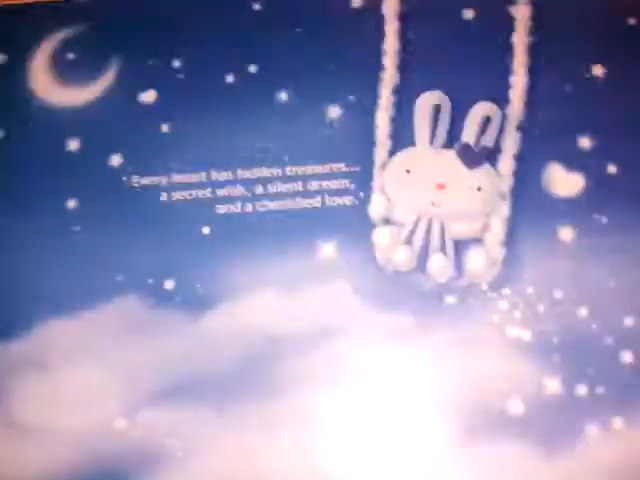 "Every heart has hidden treasures...
a secret wish, a silent dream,
and a cherished love."